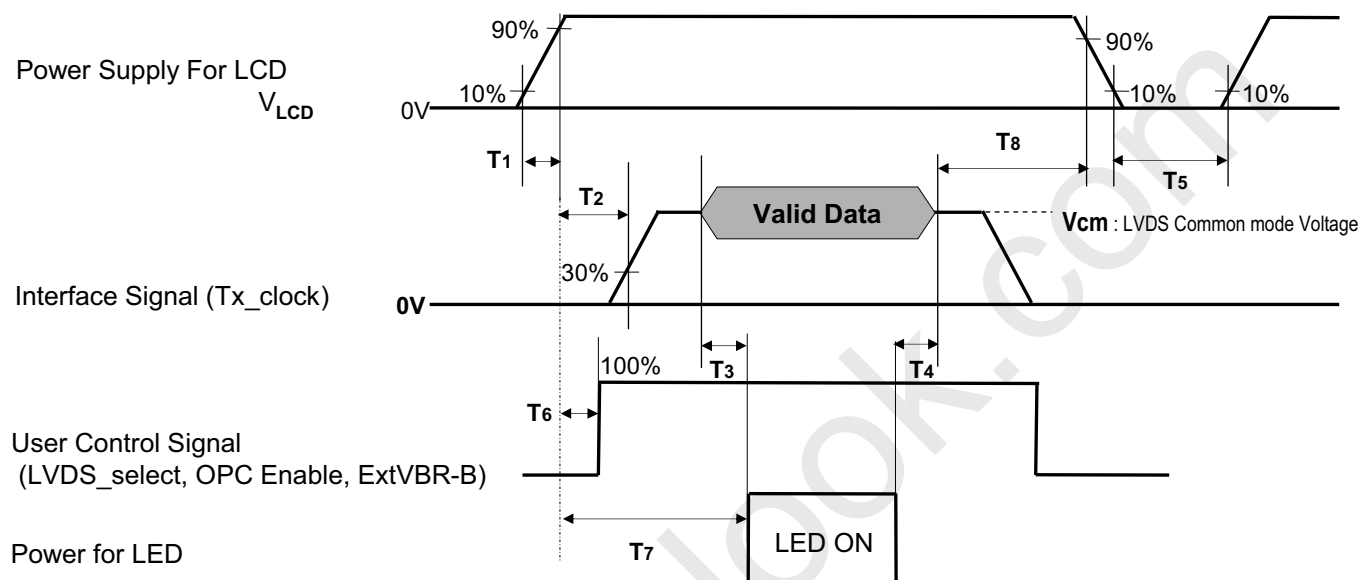 90%
90%
Power Supply For LCD
VLCD
10%
10%
10%
0V
T1
T8
T5
T2
Valid Data
Vcm : LVDS Common mode Voltage
30%
Interface Signal (Tx_clock)
0V
T3
T4
100%
T6
User Control Signal
(LVDS_select, OPC Enable, ExtVBR-B)
T7
LED ON
Power for LED
look.com